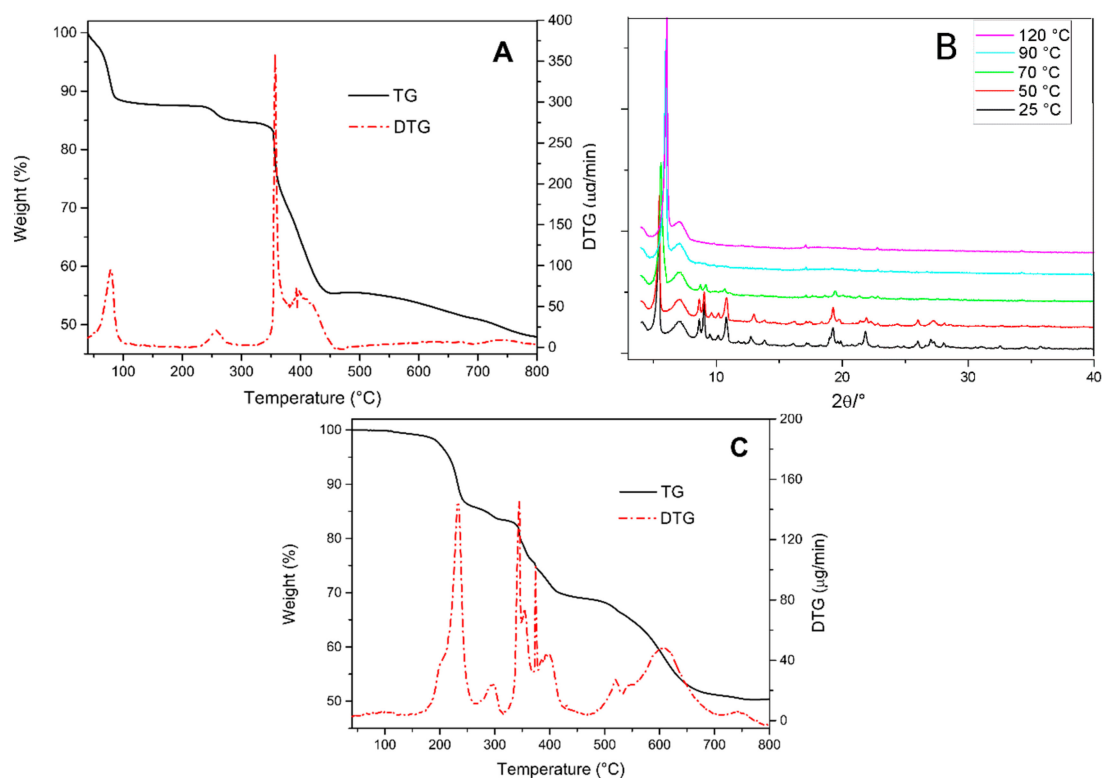 A
Weight (%)
100
90
80
70
60
50
TG
DTG
400
350
300
250
200
150
100
50
0
DTG (µg/min)
100 200 300 400 500 600 700 800
Temperature (°C)
B
120 °C
90 °C
70 °C
50 °C
25 °C
10 20 30 40
2θ/°
C
Weight (%)
100
90
80
70
60
50
TG
DTG
200
160
120
80
40
0
DTG (µg/min)
100 200 300 400 500 600 700 800
Temperature (°C)